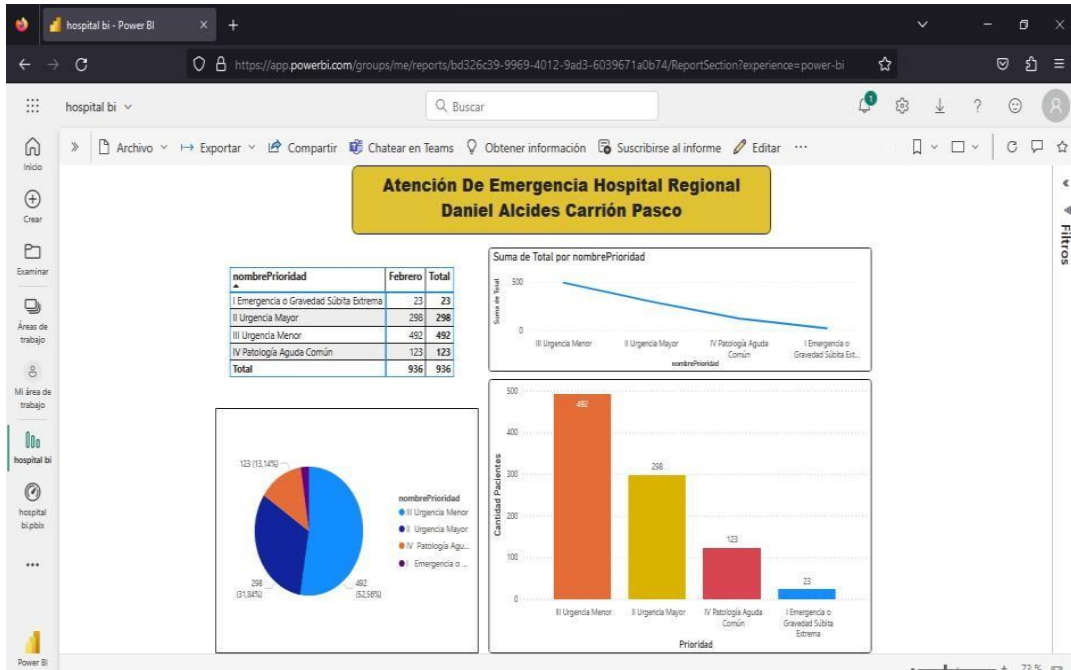 hospital bi - Power BI
https://app.powerbi.com/groups/me/reports/bd326c39-9969-4012-9ad3-6039671a0b74/ReportSection?experience=power-bi
hospital bi
Buscar
1
Archivo
Exportar
Compartir
Chatear en Teams
Obtener información
Suscribirse al informe
Editar
Inicio
Crear
Examinar
Áreas de
trabajo
Mi área de
trabajo
hospital bi
hospital
bi.pbix
Power BI
Filtros
Atención De Emergencia Hospital Regional
Daniel Alcides Carrión Pasco
nombrePrioridad Febrero Total
I Emergencia o Gravedad Súbita Extrema 23 23
II Urgencia Mayor 298 298
III Urgencia Menor 492 492
IV Patología Aguda Común 123 123
Total 936 936
Suma de Total por nombrePrioridad
Suma de Total
500
0
III Urgencia Menor
II Urgencia Mayor
IV Patología Aguda
Común
I Emergencia o
Gravedad Súbita Ext...
nombrePrioridad
123 (13,14%)
298
(31,84%)
492
(52,56%)
nombrePrioridad
III Urgencia Menor
II Urgencia Mayor
IV Patología Agu...
I Emergencia o ...
Cantidad Pacientes
500
400
300
200
100
0
492
298
123
23
III Urgencia Menor
II Urgencia Mayor
IV Patología Aguda
Común
I Emergencia o
Gravedad Súbita
Extrema
Prioridad
73 %